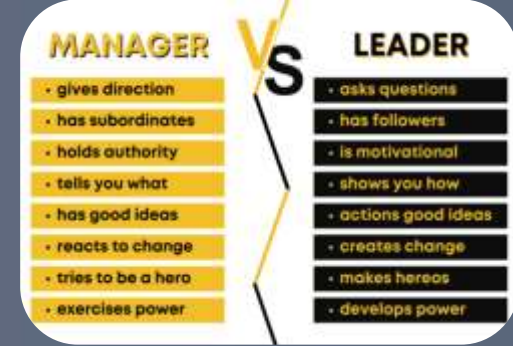 MANAGER
VS
LEADER
• gives direction
• has subordinates
• holds authority
• tells you what
• has good ideas
• reacts to change
• tries to be a hero
• exercises power
• asks questions
• has followers
• is motivational
• shows you how
• actions good ideas
• creates change
• makes hereos
• develops power